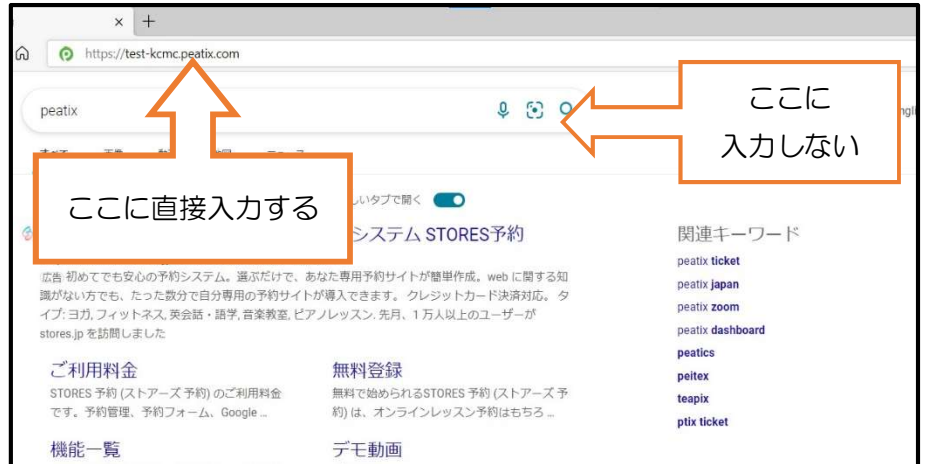 https://test-kcmc.peatix.com
peatix
ここに
入力しない
ここに直接入力する
しいタブで開く
システム STORES予約
関連キーワード
広告 初めてでも安心の予約システム。選ぶだけで、あなた専用予約サイトが簡単作成。web に関する知
識がない方でも、たった数分で自分専用の予約サイトが導入できます。 クレジットカード決済対応。 タ
イプ: ヨガ, フィットネス, 英会話・語学, 音楽教室, ピアノレッスン. 先月、1 万人以上のユーザーが
stores.jp を訪問しました
peatix ticket
peatix japan
peatix zoom
peatix dashboard
peatics
peitex
teapix
ptix ticket
ご利用料金
STORES 予約 (ストアーズ 予約) のご利用料金
です。予約管理、予約フォーム、Google ...
無料登録
無料で始められるSTORES 予約 (ストアーズ 予
約) は、オンラインレッスン予約はもちろ ...
機能一覧
デモ動画